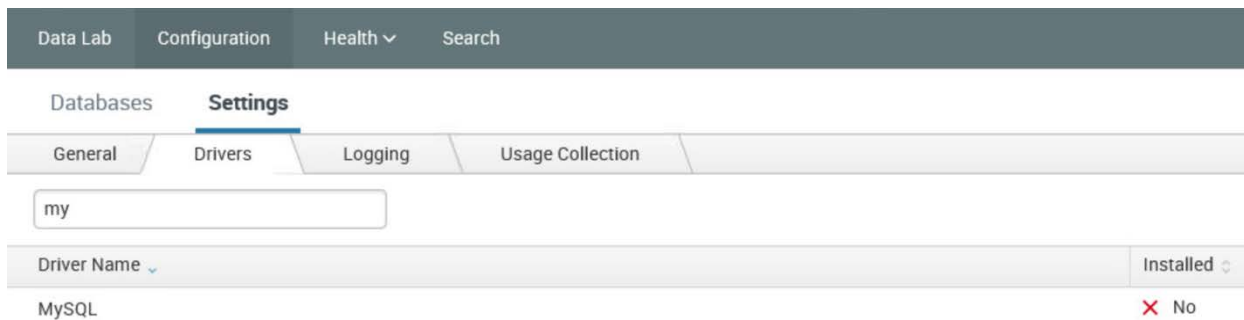 Data Lab Configuration Health Search
Databases Settings
General Drivers Logging Usage Collection
my
Driver Name Installed
MySQL No